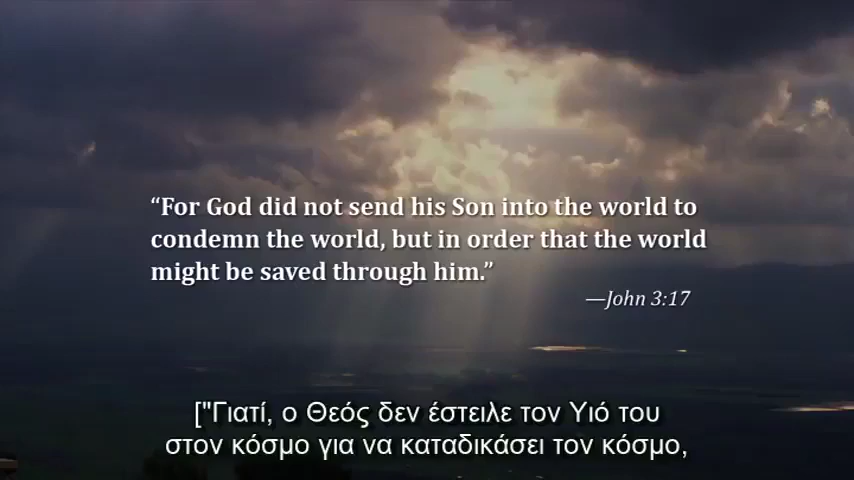 “For God did not send his Son into the world to
condemn the world, but in order that the world
might be saved through him.”
—John 3:17
["Γιατί, ο Θεός δεν έστειλε τον Υιό του
στον κόσμο για να καταδικάσει τον κόσμο,